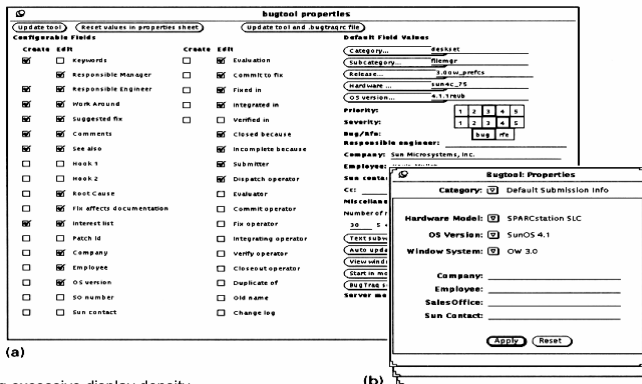 bugtool properties
Update tool
Reset values in properties sheet
Update tool and .bugtraqrc file
Configurable Fields
Create Edit
Keywords
Responsible Manager
Responsible Engineer
Work Around
Suggested fix
Comments
See also
Hook 1
Hook 2
Root Cause
Fix affects documentation
Interest list
Patch id
Company
Employee
OS version
SO number
Sun contact
Create Edit
Evaluation
Commit to fix
Fixed in
Integrated in
Verified in
Closed because
Incomplete because
Submitter
Dispatch operator
Evaluator
Commit operator
Fix operator
Integrating operator
Verify operator
Closeout operator
Duplicate of
Old name
Change log
Default Field Values
Category... deskset
Subcategory... filemgr
Release... 3.0ow_prefcs
Hardware ... sun4c_75
OS version... 4.1.1reub
Priority: 1 2 3 4 5
Severity: 1 2 3 4 5
Bug/Rfe: bug rfe
Responsible engineer:
Company: Sun Microsystems, Inc.
Employee:
Sun conta
Cc:
Miscellane
Number of r
30 5
Text subw
Auto upda
View wind
Start in mo
BugTraq s
Server me
Bugtool: Properties
Category: Default Submission Info
Hardware Model: SPARCstation SLC
OS Version: SunOS 4.1
Window System: OW 3.0
Company:
Employee:
Sales Office:
Sun Contact:
Apply Reset
(a)
(b)
excessive display density